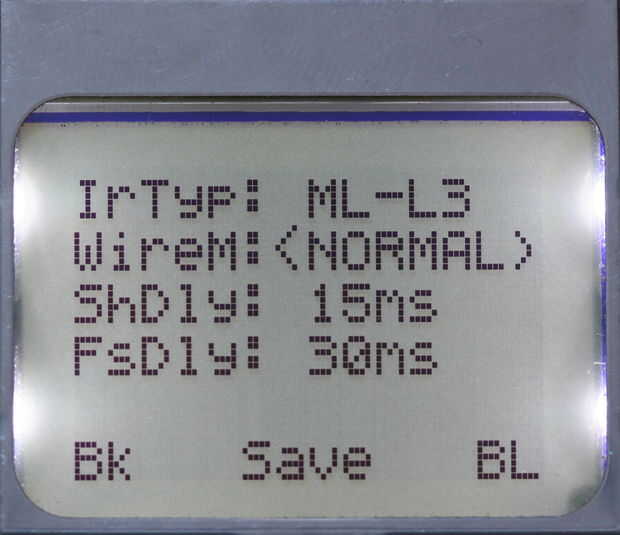 IrTyp: ML-L3
WireM:<NORMAL>
ShDly: 15ms
FsDly: 30ms
Bk Save BL